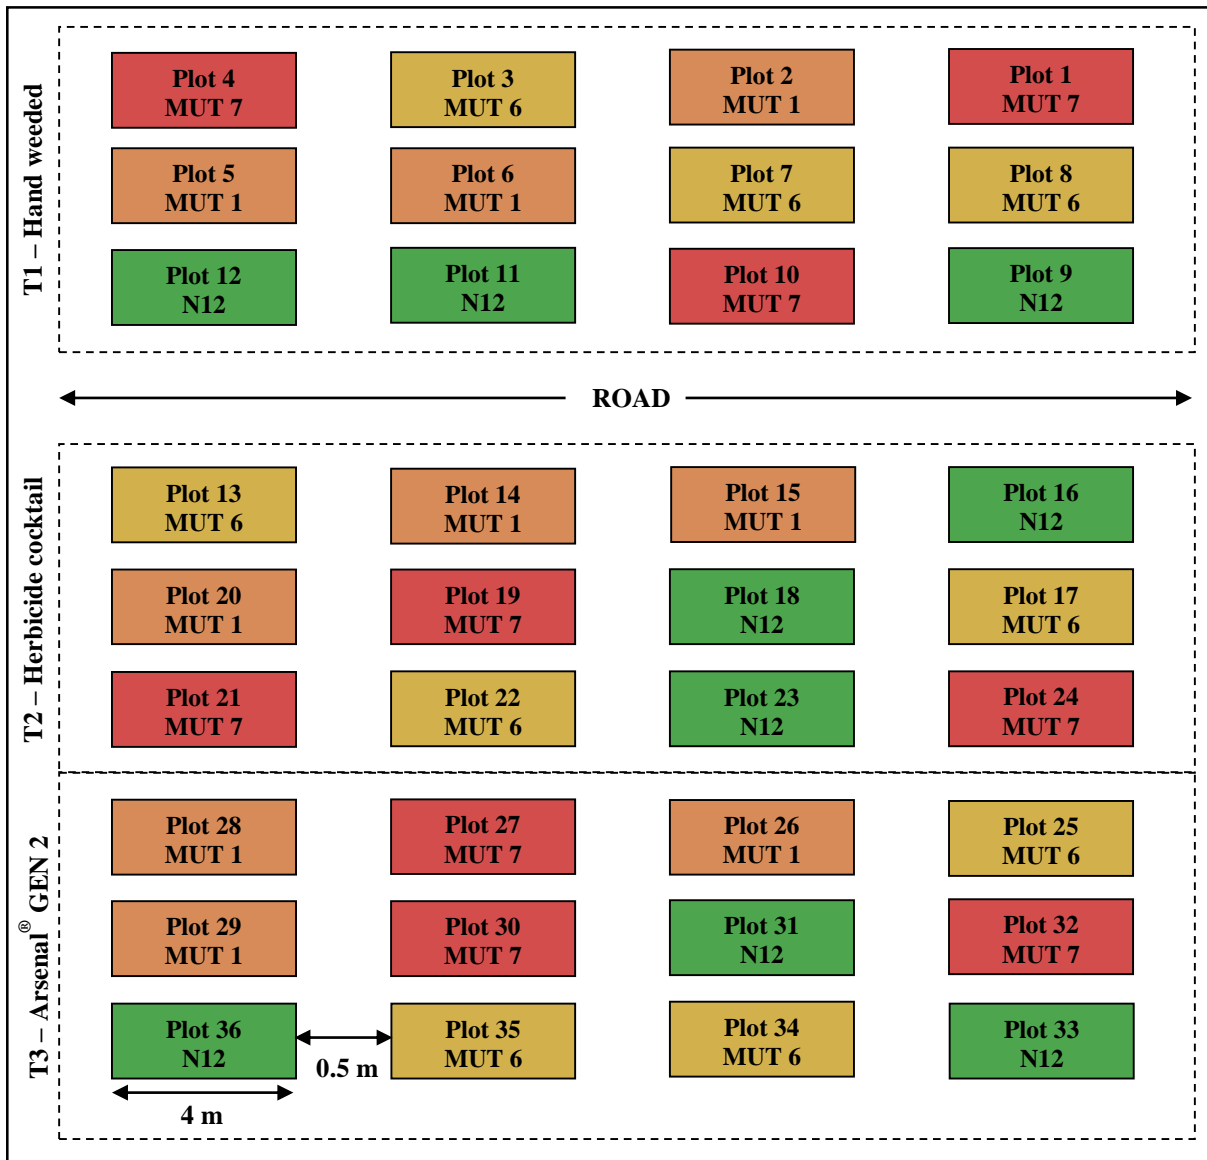 T1 – Hand weeded
Plot 4
MUT 7
Plot 3
MUT 6
Plot 2
MUT 1
Plot 1
MUT 7
Plot 5
MUT 1
Plot 6
MUT 1
Plot 7
MUT 6
Plot 8
MUT 6
Plot 12
N12
Plot 11
N12
Plot 10
MUT 7
Plot 9
N12
ROAD
T2 – Herbicide cocktail
Plot 13
MUT 6
Plot 14
MUT 1
Plot 15
MUT 1
Plot 16
N12
Plot 20
MUT 1
Plot 19
MUT 7
Plot 18
N12
Plot 17
MUT 6
Plot 21
MUT 7
Plot 22
MUT 6
Plot 23
N12
Plot 24
MUT 7
T3 – Arsenal® GEN 2
Plot 28
MUT 1
Plot 27
MUT 7
Plot 26
MUT 1
Plot 25
MUT 6
Plot 29
MUT 1
Plot 30
MUT 7
Plot 31
N12
Plot 32
MUT 7
Plot 36
N12
Plot 35
MUT 6
Plot 34
MUT 6
Plot 33
N12
0.5 m
4 m